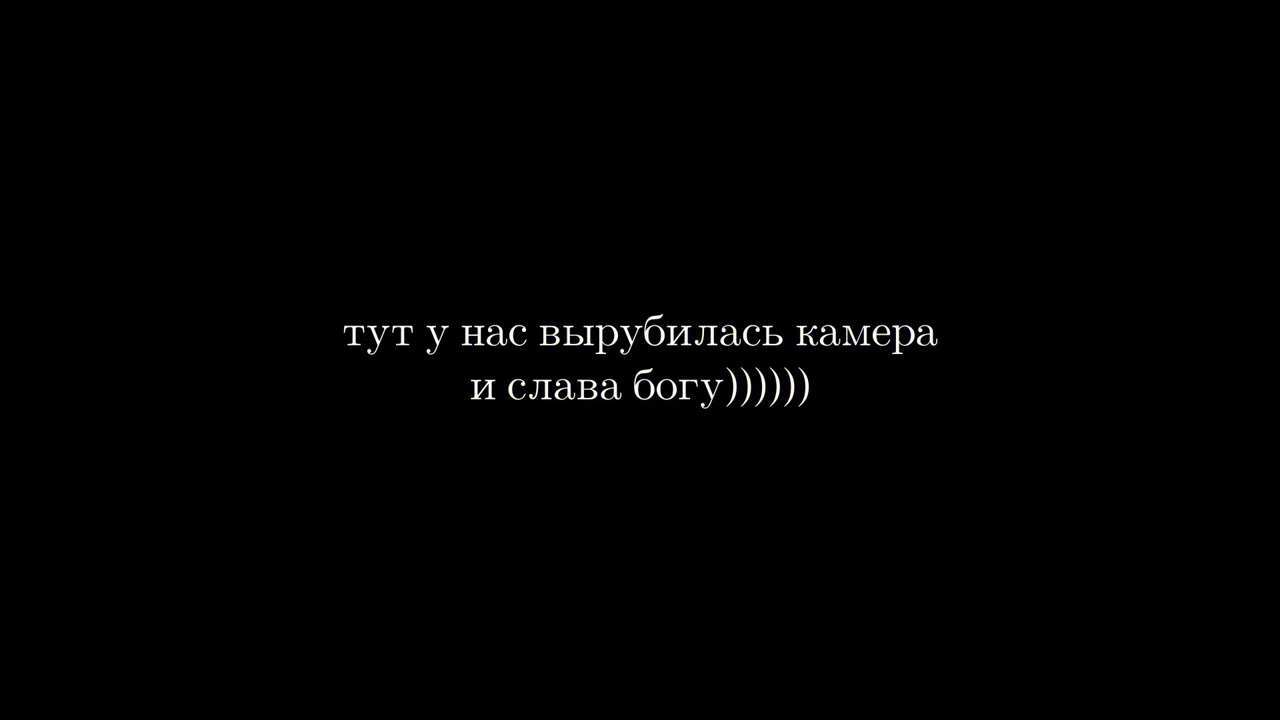 тут у нас вырубилась камера
и слава богу))))))